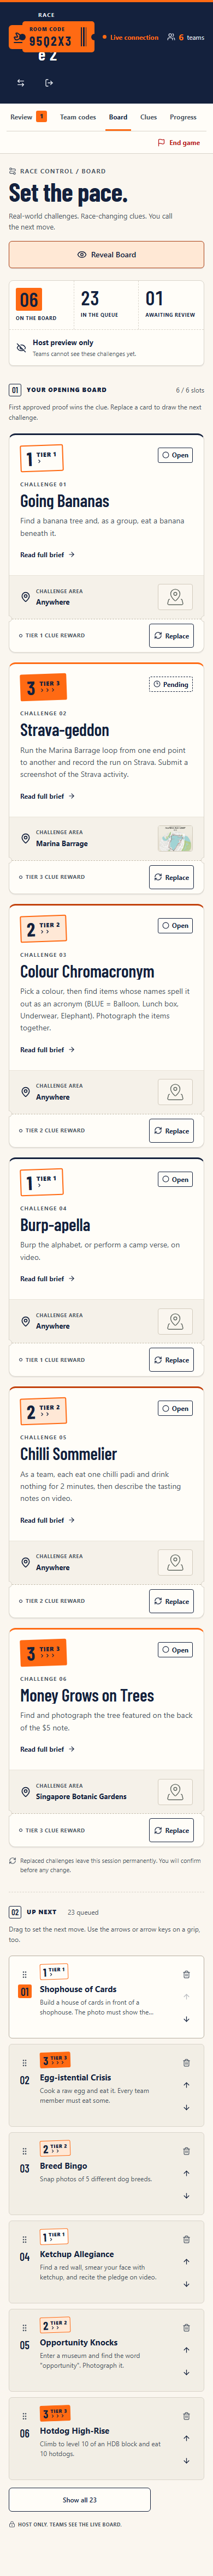 RACE
ROOM CODE
95Q2X3
e 2
Live connection
6 teams
Review 1
Team codes
Board
Clues
Progress
End game
RACE CONTROL / BOARD
Set the pace.
Real-world challenges. Race-changing clues. You call
the next move.
Reveal Board
06
ON THE BOARD
23
IN THE QUEUE
01
AWAITING REVIEW
Host preview only
Teams cannot see these challenges yet.
01 YOUR OPENING BOARD
6 / 6 slots
First approved proof wins the clue. Replace a card to draw the next
challenge.
1 TIER 1
Open
CHALLENGE 01
Going Bananas
Find a banana tree and, as a group, eat a banana
beneath it.
Read full brief
CHALLENGE AREA
Anywhere
TIER 1 CLUE REWARD
Replace
3 TIER 3
Pending
CHALLENGE 02
Strava-geddon
Run the Marina Barrage loop from one end point
to another and record the run on Strava. Submit a
screenshot of the Strava activity.
Read full brief
CHALLENGE AREA
Marina Barrage
TIER 3 CLUE REWARD
Replace
2 TIER 2
Open
CHALLENGE 03
Colour Chromacronym
Pick a colour, then find items whose names spell it
out as an acronym (BLUE = Balloon, Lunch box,
Underwear, Elephant). Photograph the items
together.
Read full brief
CHALLENGE AREA
Anywhere
TIER 2 CLUE REWARD
Replace
1 TIER 1
Open
CHALLENGE 04
Burp-apella
Burp the alphabet, or perform a camp verse, on
video.
Read full brief
CHALLENGE AREA
Anywhere
TIER 1 CLUE REWARD
Replace
2 TIER 2
Open
CHALLENGE 05
Chilli Sommelier
As a team, each eat one chilli padi and drink
nothing for 2 minutes, then describe the tasting
notes on video.
Read full brief
CHALLENGE AREA
Anywhere
TIER 2 CLUE REWARD
Replace
3 TIER 3
Open
CHALLENGE 06
Money Grows on Trees
Find and photograph the tree featured on the back
of the $5 note.
Read full brief
CHALLENGE AREA
Singapore Botanic Gardens
TIER 3 CLUE REWARD
Replace
Replaced challenges leave this session permanently. You will confirm
before any change.
02 UP NEXT
23 queued
Drag to set the next move. Use the arrows or arrow keys on a grip,
too.
1 TIER 1
01
Shophouse of Cards
Build a house of cards in front of a
shophouse. The photo must show the...
3 TIER 3
02
Egg-istential Crisis
Cook a raw egg and eat it. Every team
member must eat some.
2 TIER 2
03
Breed Bingo
Snap photos of 5 different dog breeds.
1 TIER 1
04
Ketchup Allegiance
Find a red wall, smear your face with
ketchup, and recite the pledge on video.
2 TIER 2
05
Opportunity Knocks
Enter a museum and find the word
"opportunity". Photograph it.
3 TIER 3
06
Hotdog High-Rise
Climb to level 10 of an HDB block and eat
10 hotdogs.
Show all 23
HOST ONLY. TEAMS SEE THE LIVE BOARD.